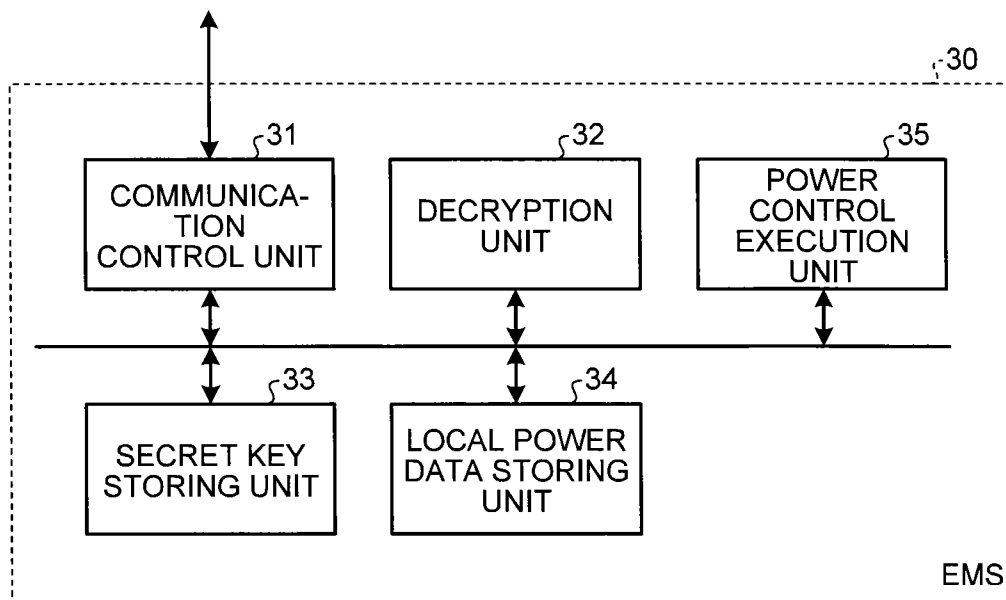 30
31
COMMUNICA-
TION
CONTROL UNIT
32
DECRYPTION
UNIT
35
POWER
CONTROL
EXECUTION
UNIT
33
SECRET KEY
STORING UNIT
34
LOCAL POWER
DATA STORING
UNIT
EMS